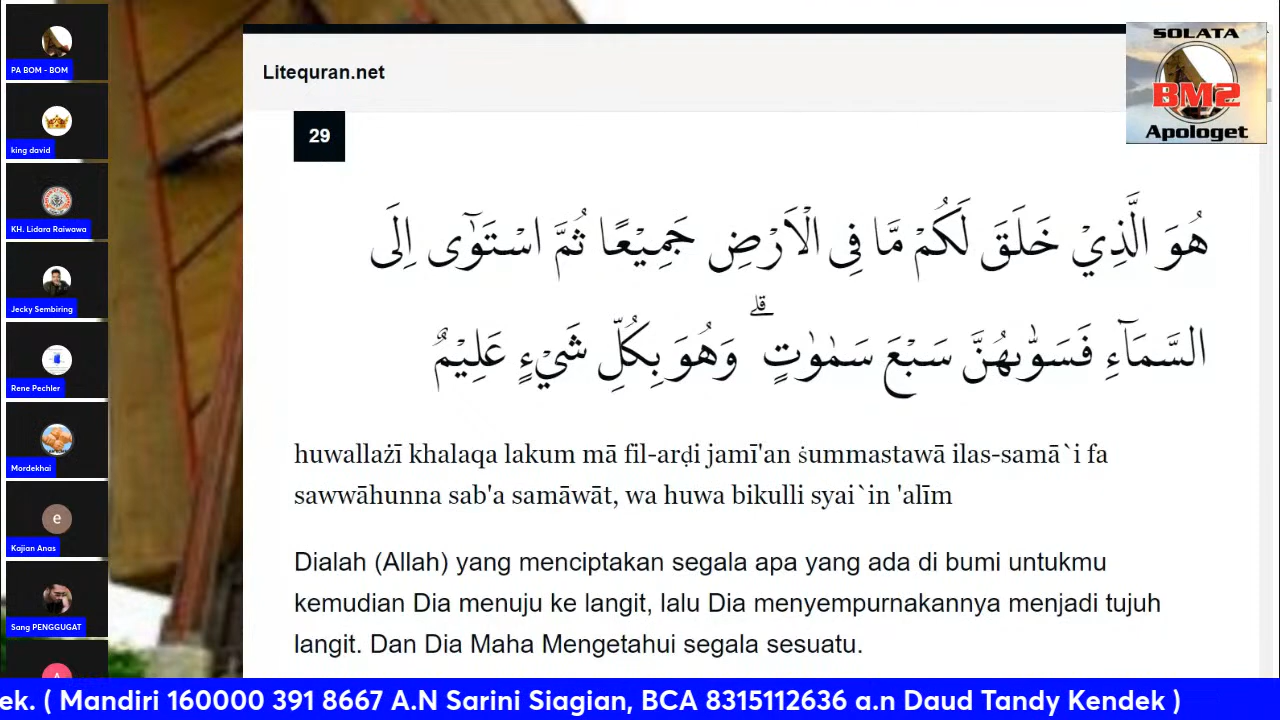 PA BOM - BOM
king david
KH. Lidara Raiwawa
Jecky Sembiring
Rene Pechler
Mordekhai
e
Kajian Anas
Sang PENGGUGAT
Litequran.net
SOLATA
BM2
Apologet
29
هُوَ الَّذِيْ خَلَقَ لَكُمْ مَّا فِى الْاَرْضِ جَمِيْعًا ثُمَّ اسْتَوٰٓى اِلَى
السَّمَاۤءِ فَسَوّٰىهُنَّ سَبْعَ سَمٰوٰتٍ ۗ وَهُوَ بِكُلِّ شَيْءٍ عَلِيْمٌ
huwallażī khalaqa lakum mā fil-arḍi jamī'an ṡummastawā ilas-samā`i fa
sawwāhunna sab'a samāwāt, wa huwa bikulli syai`in 'alīm
Dialah (Allah) yang menciptakan segala apa yang ada di bumi untukmu
kemudian Dia menuju ke langit, lalu Dia menyempurnakannya menjadi tujuh
langit. Dan Dia Maha Mengetahui segala sesuatu.
ek. ( Mandiri 160000 391 8667 A.N Sarini Siagian, BCA 8315112636 a.n Daud Tandy Kendek )